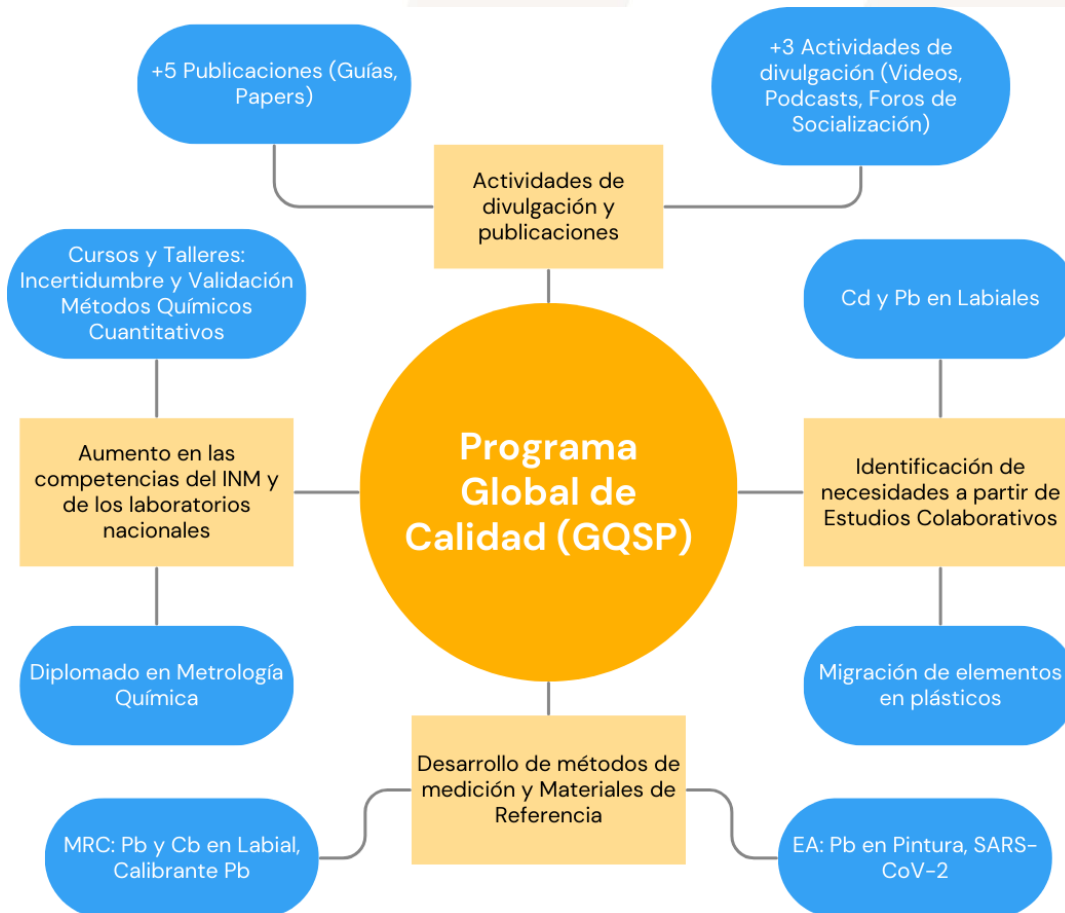 +5 Publicaciones (Guías,
Papers)
+3 Actividades de
divulgación (Videos,
Podcasts, Foros de
Socialización)
Actividades de
divulgación y
publicaciones
Cursos y Talleres:
Incertidumbre y Validación
Métodos Químicos
Cuantitativos
Cd y Pb en Labiales
Aumento en las
competencias del INM y
de los laboratorios
nacionales
Programa
Global de
Calidad (GQSP)
Identificación de
necesidades a partir de
Estudios Colaborativos
Diplomado en Metrología
Química
Migración de elementos
en plásticos
Desarrollo de métodos de
medición y Materiales de
Referencia
MRC: Pb y Cb en Labial,
Calibrante Pb
EA: Pb en Pintura, SARS-
CoV-2